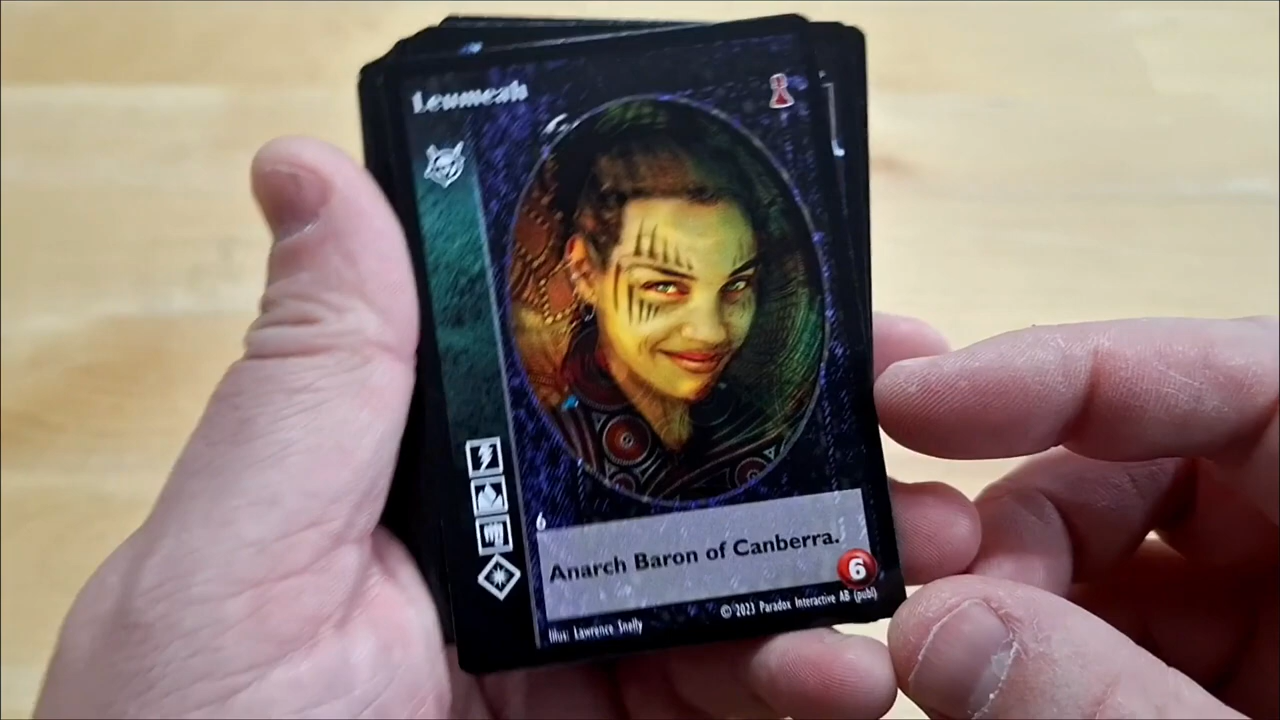 Leumeah
6
Anarch Baron of Canberra.
6
© 2023 Paradox Interactive AB (publ)
Illus: Lawrence Snelly